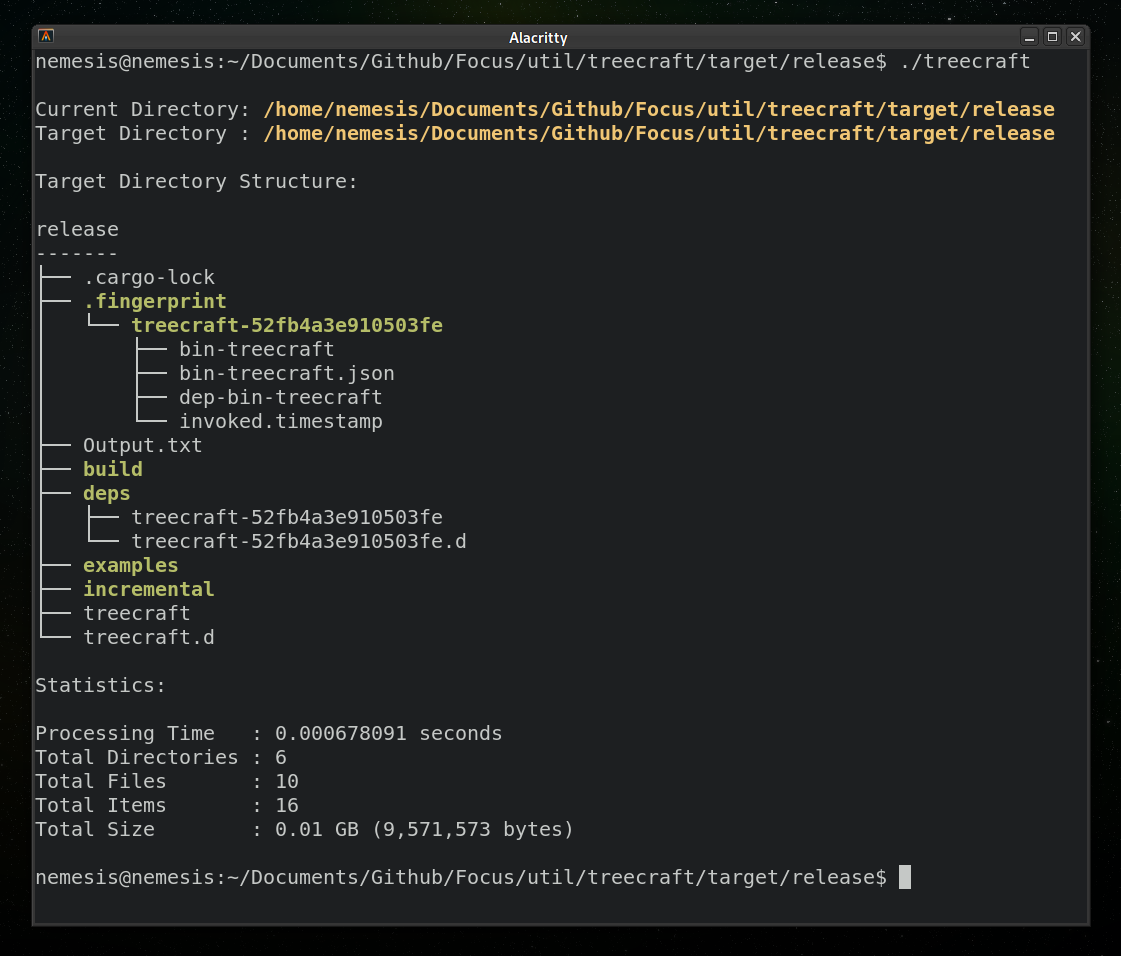 Alacritty
nemesis@nemesis:~/Documents/Github/Focus/util/treecraft/target/release$ ./treecraft
Current Directory: /home/nemesis/Documents/Github/Focus/util/treecraft/target/release
Target Directory : /home/nemesis/Documents/Github/Focus/util/treecraft/target/release
Target Directory Structure:
release
-------
├── .cargo-lock
├── .fingerprint
│   └── treecraft-52fb4a3e910503fe
│       ├── bin-treecraft
│       ├── bin-treecraft.json
│       ├── dep-bin-treecraft
│       └── invoked.timestamp
├── Output.txt
├── build
├── deps
│   ├── treecraft-52fb4a3e910503fe
│   └── treecraft-52fb4a3e910503fe.d
├── examples
├── incremental
├── treecraft
└── treecraft.d
Statistics:
Processing Time   : 0.000678091 seconds
Total Directories : 6
Total Files       : 10
Total Items       : 16
Total Size        : 0.01 GB (9,571,573 bytes)
nemesis@nemesis:~/Documents/Github/Focus/util/treecraft/target/release$